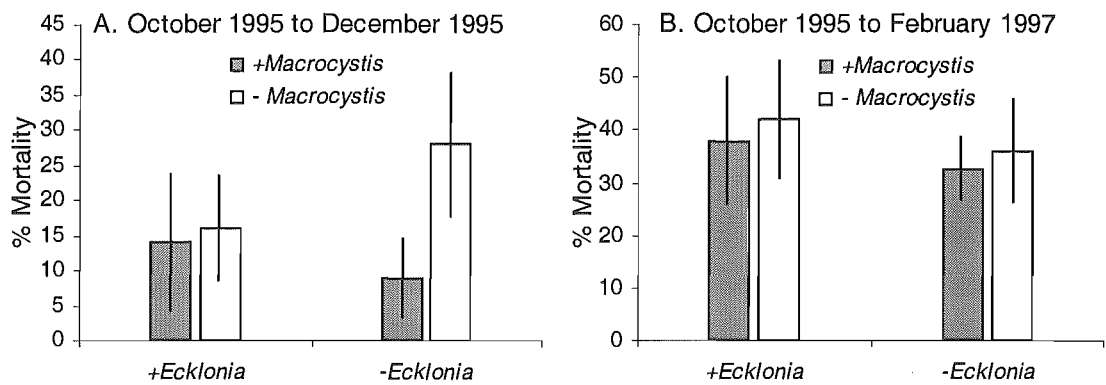 A. October 1995 to December 1995
+Macrocystis
- Macrocystis
% Mortality
45
40
35
30
25
20
15
10
5
0
+Ecklonia
-Ecklonia
B. October 1995 to February 1997
+Macrocystis
- Macrocystis
% Mortality
60
50
40
30
20
10
0
+Ecklonia
-Ecklonia